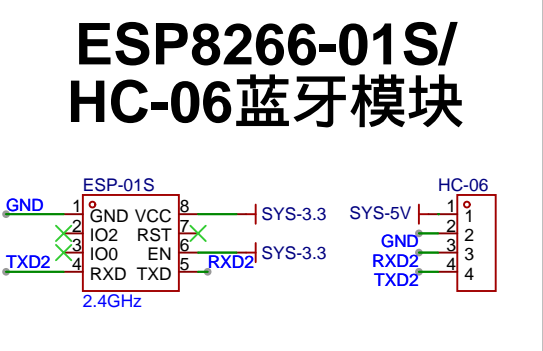 ESP8266-01S/
HC-06蓝牙模块
ESP-01S
GND 1 GND VCC 8 SYS-3.3
2 IO2 RST 7
3 IO0 EN 6 SYS-3.3
TXD2 4 RXD TXD 5 RXD2
2.4GHz
HC-06
SYS-5V 1 1
GND 2 2
RXD2 3 3
TXD2 4 4